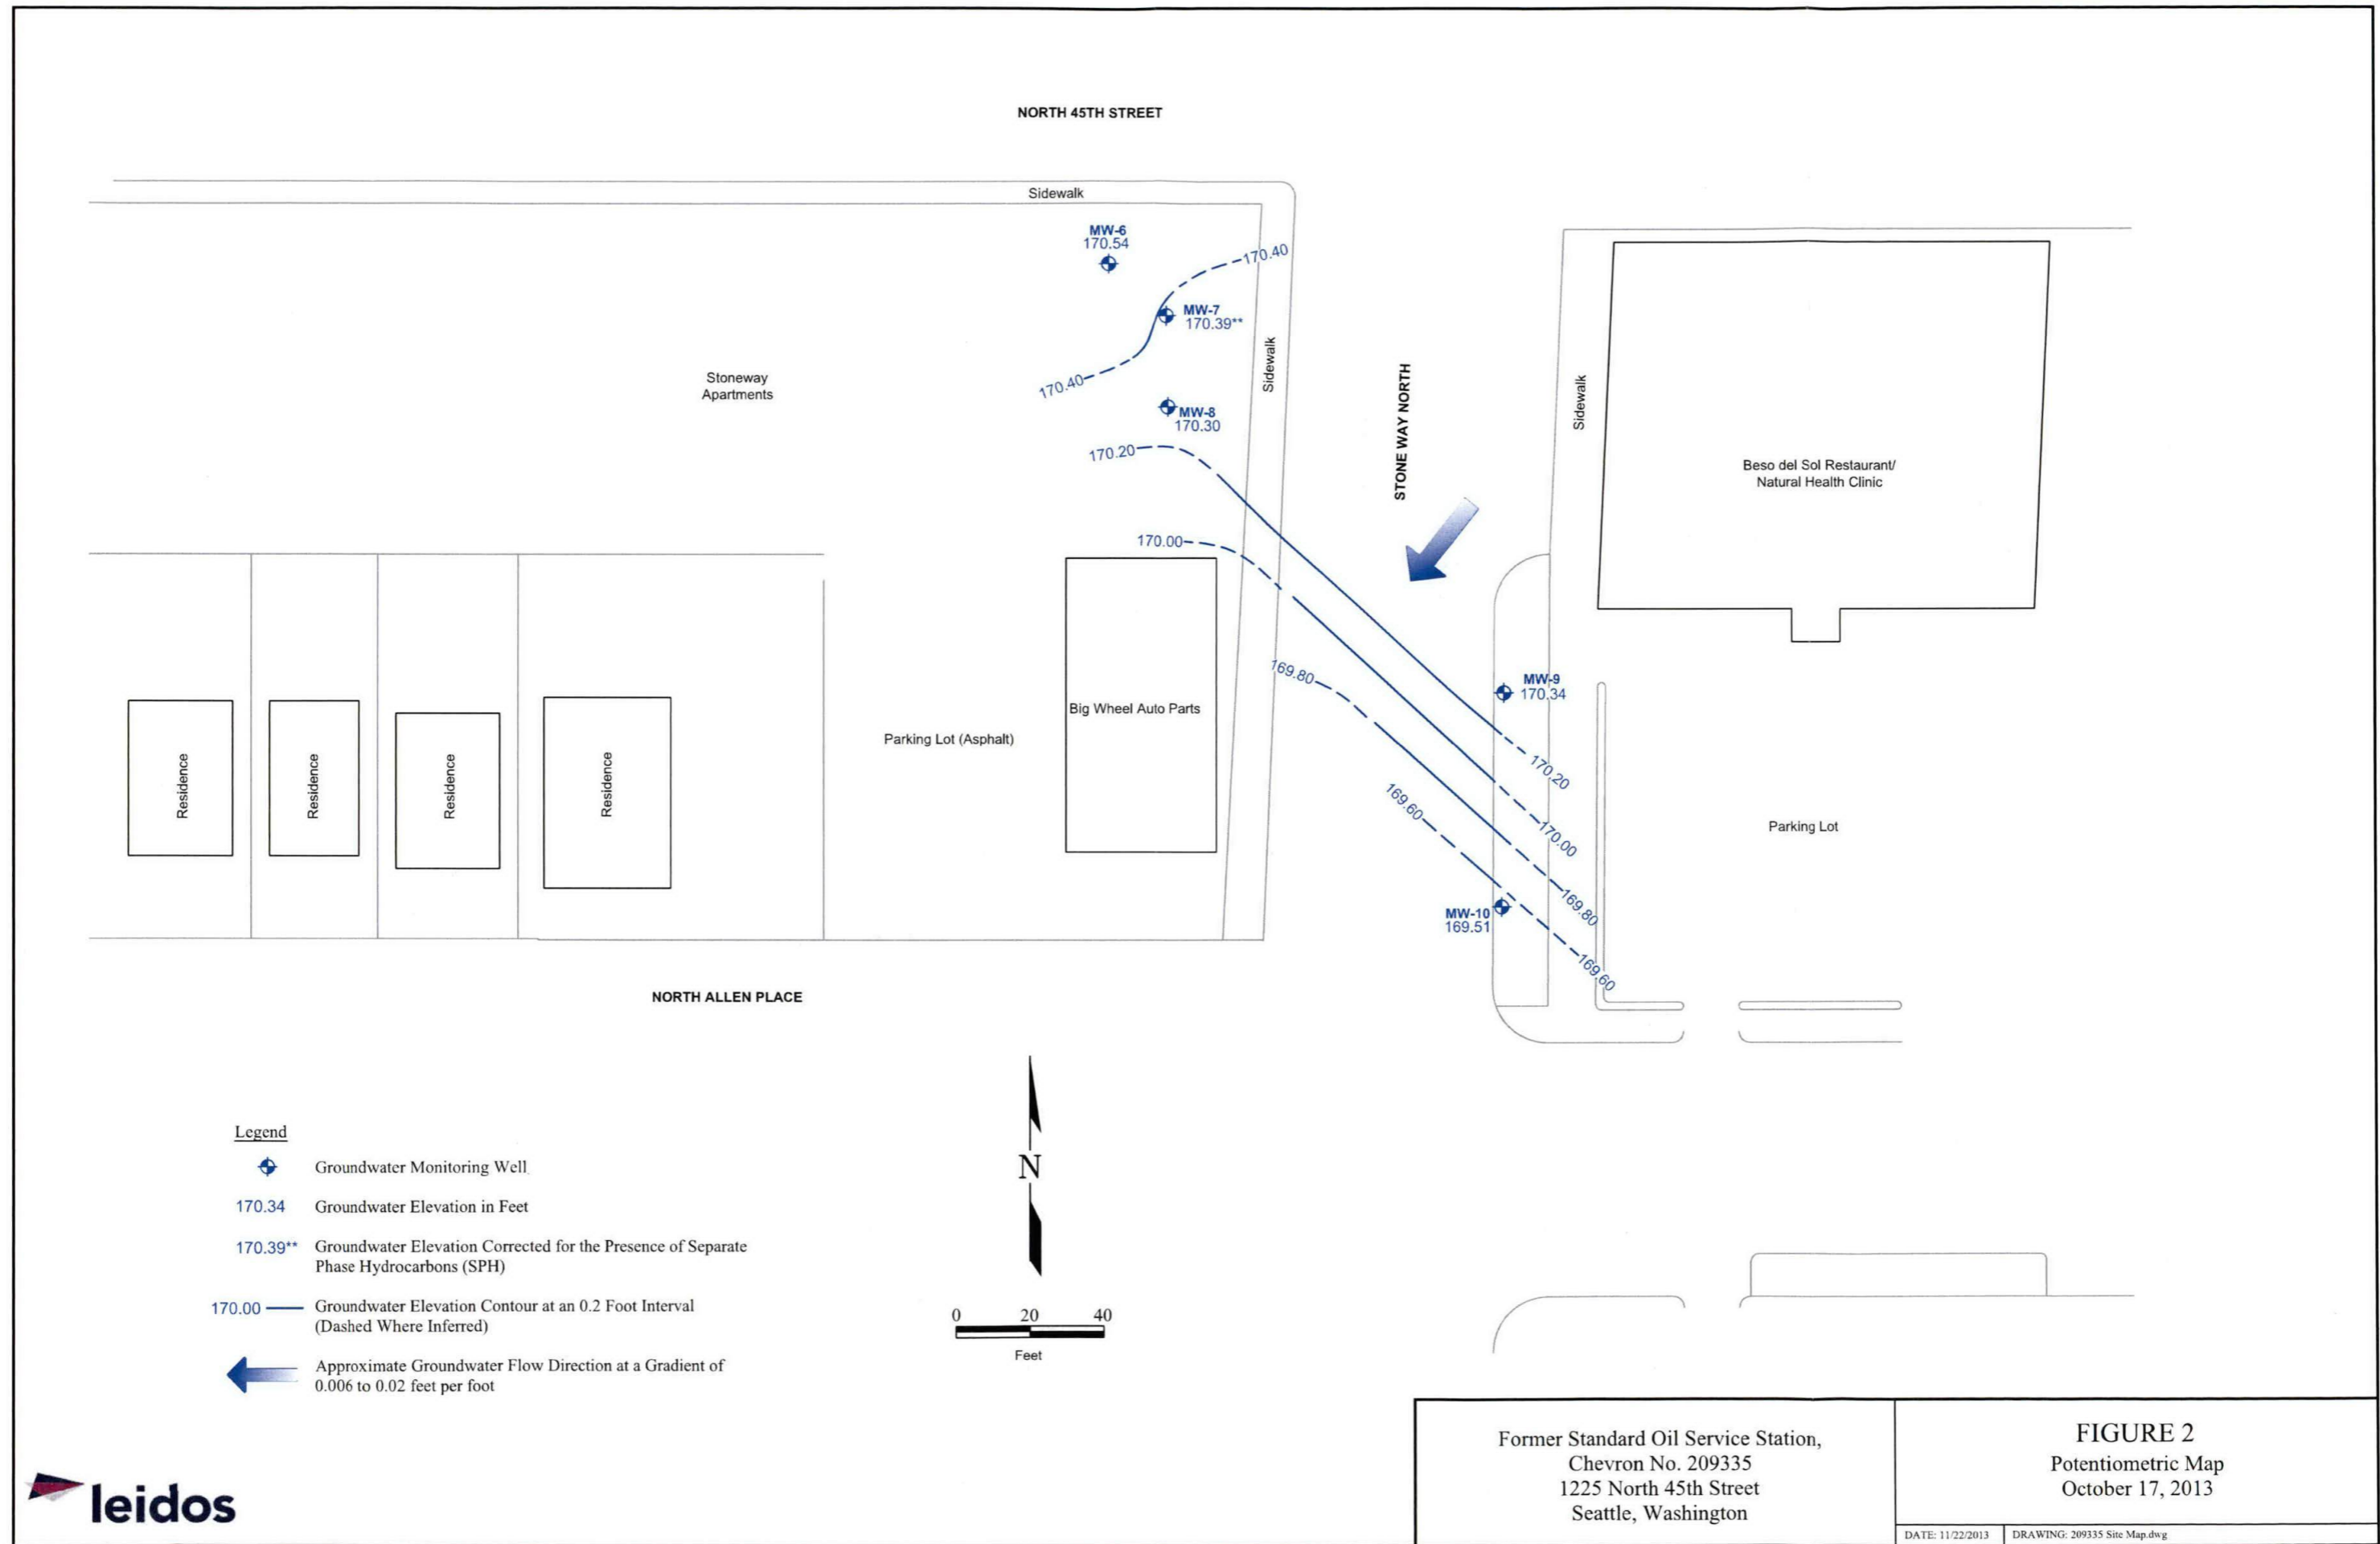 NORTH 45TH STREET
Sidewalk
MW-6
170.54
170.40
MW-7
170.39**
Sidewalk
170.40
Stoneway
Apartments
MW-8
170.30
170.20
STONE WAY NORTH
Sidewalk
Beso del Sol Restaurant/
Natural Health Clinic
170.00
169.80
MW-9
170.34
Big Wheel Auto Parts
Parking Lot (Asphalt)
Residence
Residence
Residence
Residence
170.20
169.60
170.00
Parking Lot
169.80
MW-10
169.51
169.60
NORTH ALLEN PLACE
N
Legend
Groundwater Monitoring Well
170.34 Groundwater Elevation in Feet
170.39** Groundwater Elevation Corrected for the Presence of Separate
Phase Hydrocarbons (SPH)
170.00 Groundwater Elevation Contour at an 0.2 Foot Interval
(Dashed Where Inferred)
Approximate Groundwater Flow Direction at a Gradient of
0.006 to 0.02 feet per foot
0 20 40
Feet
leidos
Former Standard Oil Service Station,
Chevron No. 209335
1225 North 45th Street
Seattle, Washington
FIGURE 2
Potentiometric Map
October 17, 2013
DATE: 11/22/2013 DRAWING: 209335 Site Map.dwg